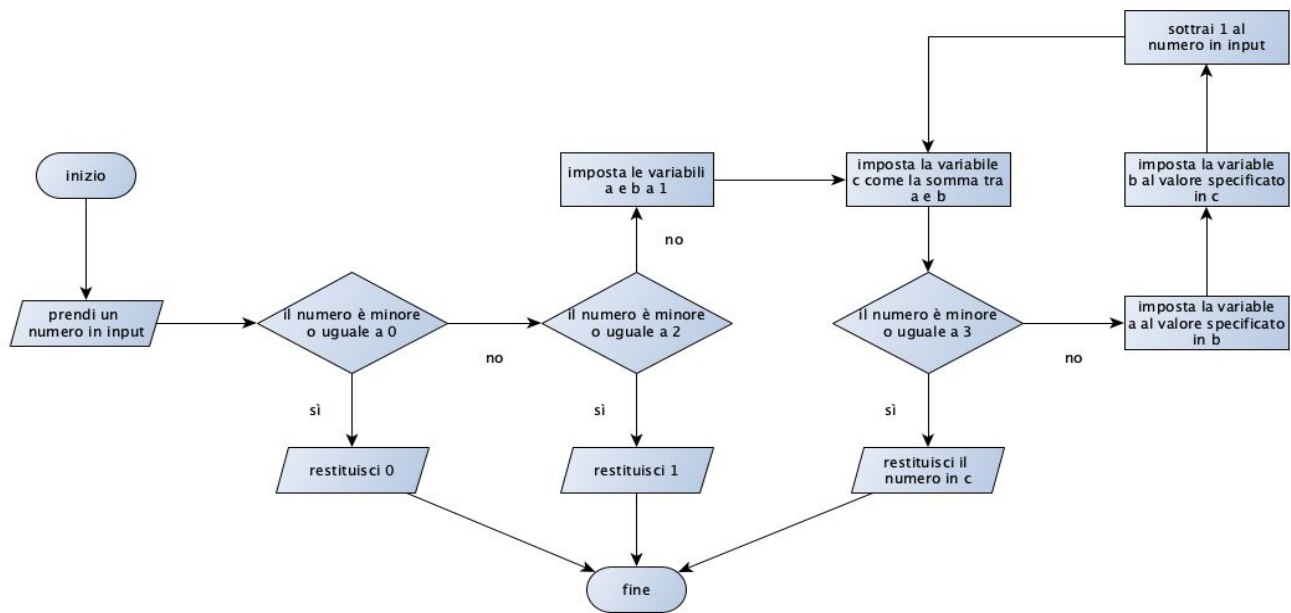 inizio
prendi un
numero in input
il numero è minore
o uguale a 0
sì
no
restituisci 0
il numero è minore
o uguale a 2
sì
no
restituisci 1
imposta le variabili
a e b a 1
imposta la variabile
c come la somma tra
a e b
il numero è minore
o uguale a 3
sì
no
restituisci il
numero in c
imposta la variable
a al valore specificato
in b
imposta la variable
b al valore specificato
in c
sottrai 1 al
numero in input
fine